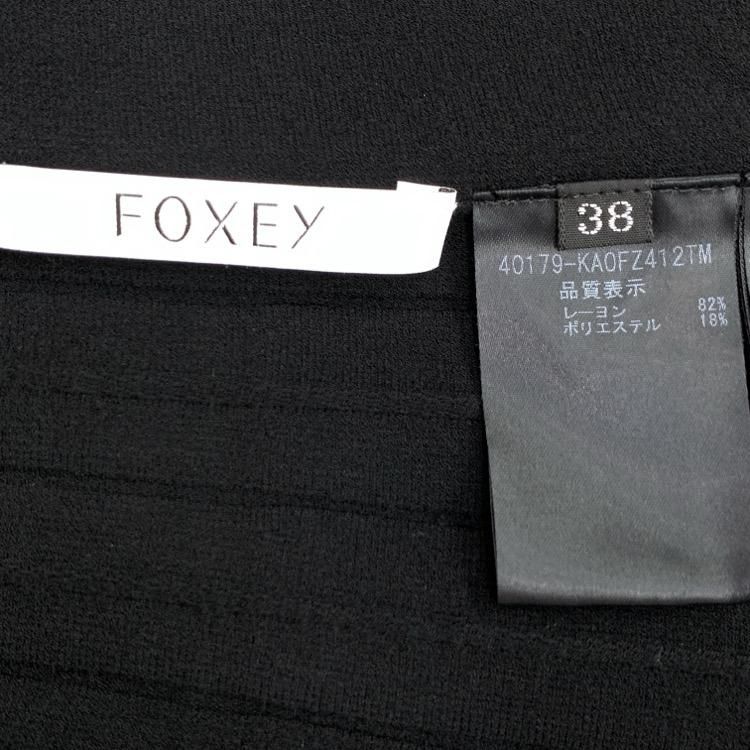 FOXEY
38
40179-KAOFZ412TM
品質表示
レーヨン 82%
ポリエステル 18%